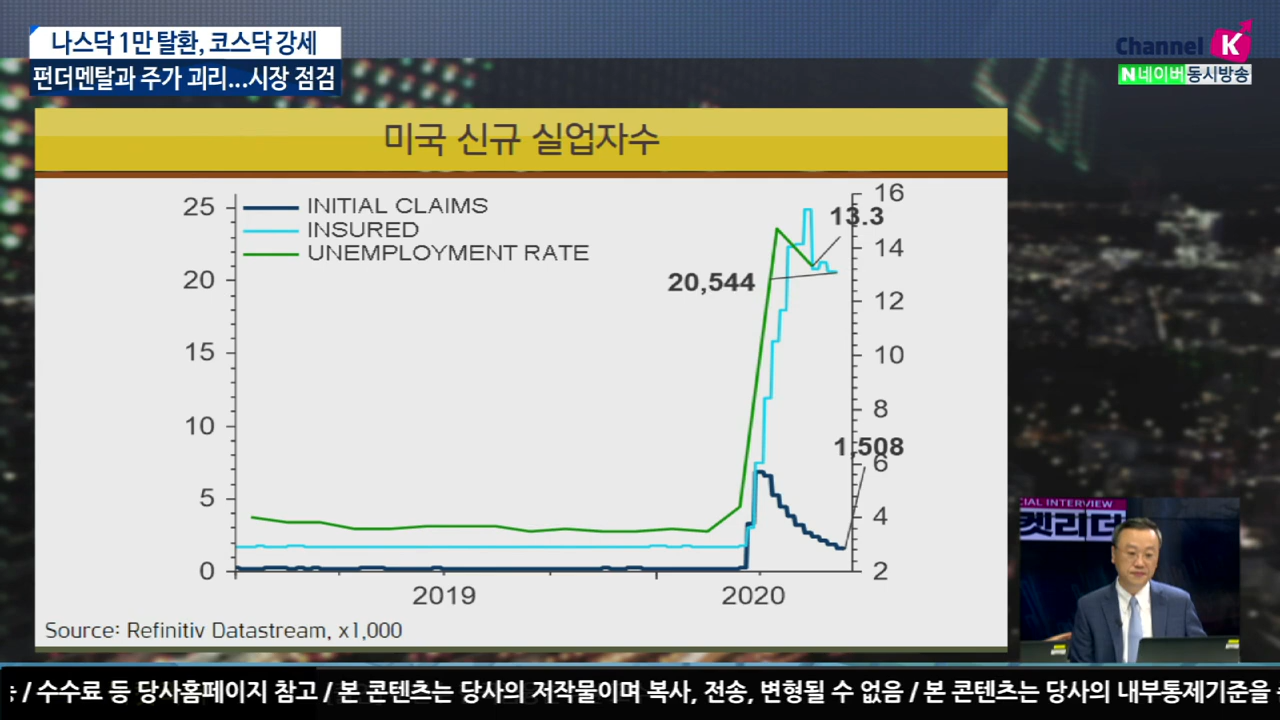 나스닥 1만 탈환, 코스닥 강세
펀더멘탈과 주가 괴리...시장 점검
Channel K
N네이버 동시방송
미국 신규 실업자수
INITIAL CLAIMS
INSURED
UNEMPLOYMENT RATE
25
20
15
10
5
0
16
14
12
10
8
6
4
2
13.3
20,544
1,508
2019
2020
Source: Refinitiv Datastream, x1,000
CIAL INTERVIEW
켓리더
/ 수수료 등 당사홈페이지 참고 / 본 콘텐츠는 당사의 저작물이며 복사, 전송, 변형될 수 없음 / 본 콘텐츠는 당사의 내부통제기준을